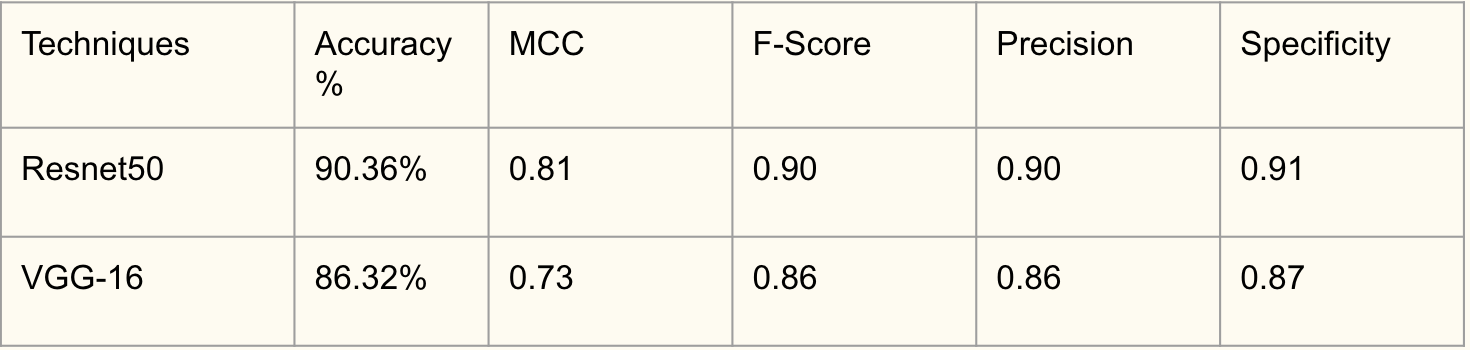 Techniques Accuracy MCC F-Score Precision Specificity
%
Resnet50 90.36% 0.81 0.90 0.90 0.91
VGG-16 86.32% 0.73 0.86 0.86 0.87